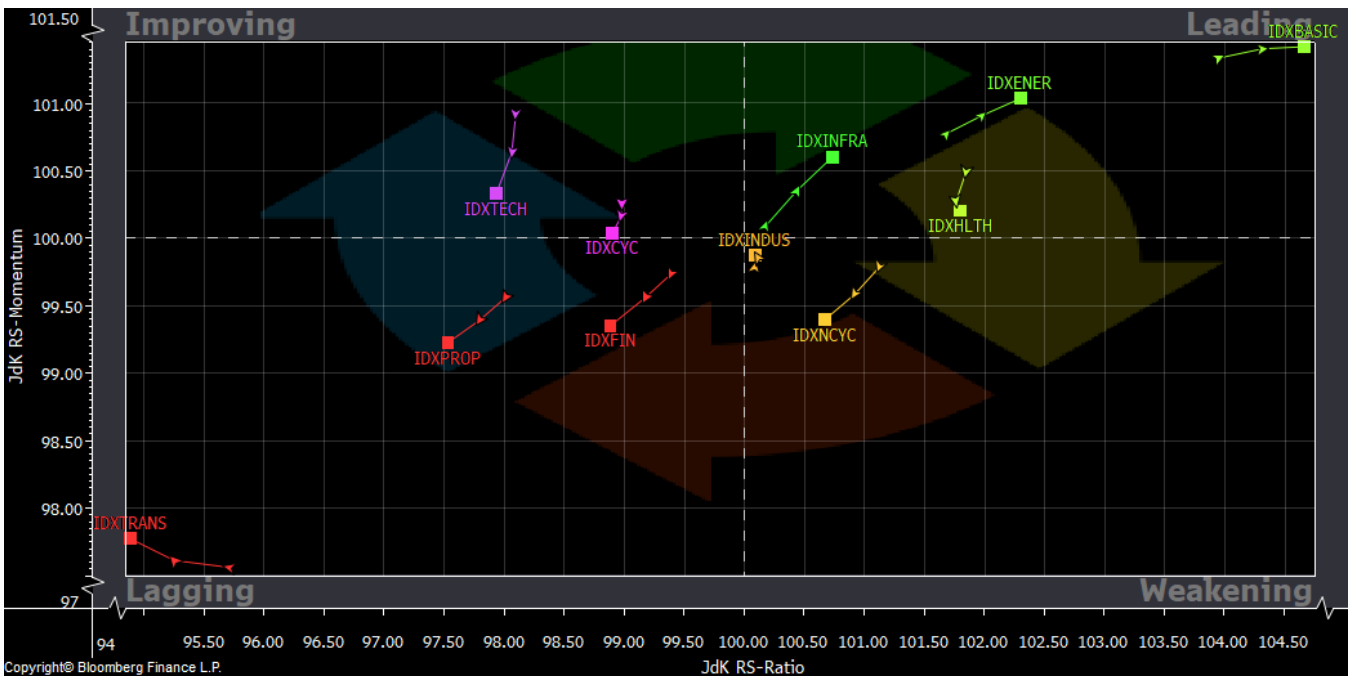 101.50
Improving
Leading
IDXBASIC
IDXENER
101.00
IDXINFRA
100.50
IDXTECH
IDXHLTH
100.00
IDXCYC
IDXINDUS
99.50
IDXFIN
IDXNCYC
IDXPROP
99.00
98.50
98.00
IDXTRANS
JdK RS-Momentum
97
Lagging
Weakening
94
95.50 96.00 96.50 97.00 97.50 98.00 98.50 99.00 99.50 100.00 100.50 101.00 101.50 102.00 102.50 103.00 103.50 104.00 104.50
Copyright© Bloomberg Finance L.P.
JdK RS-Ratio